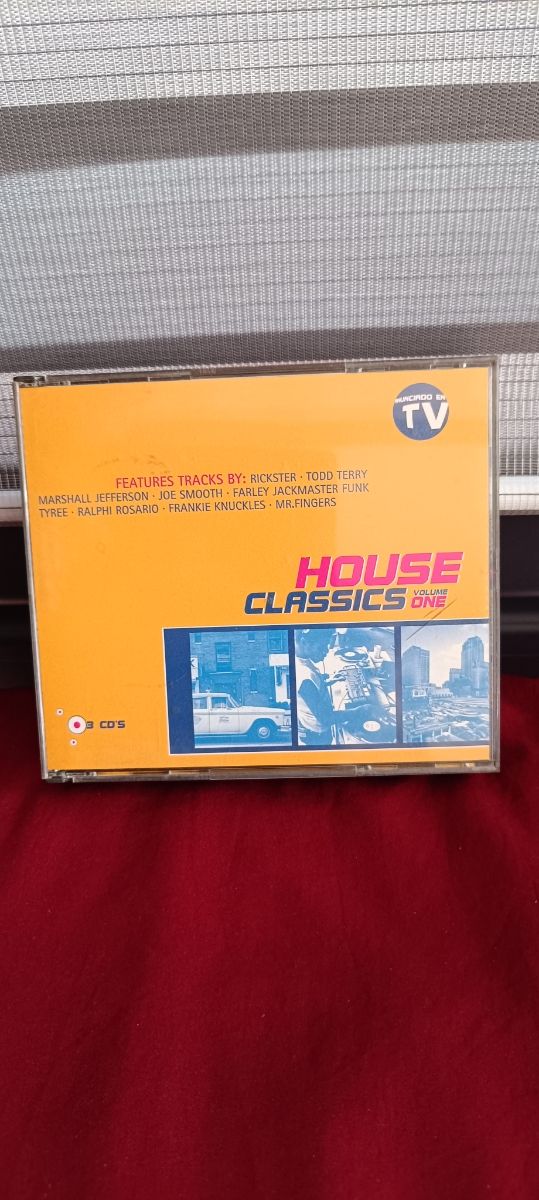 ANUNCIADO EN
TV
FEATURES TRACKS BY: RICKSTER · TODD TERRY
MARSHALL JEFFERSON · JOE SMOOTH · FARLEY JACKMASTER FUNK
TYREE · RALPHI ROSARIO · FRANKIE KNUCKLES · MR.FINGERS
HOUSE
CLASSICS VOLUME ONE
3 CD'S